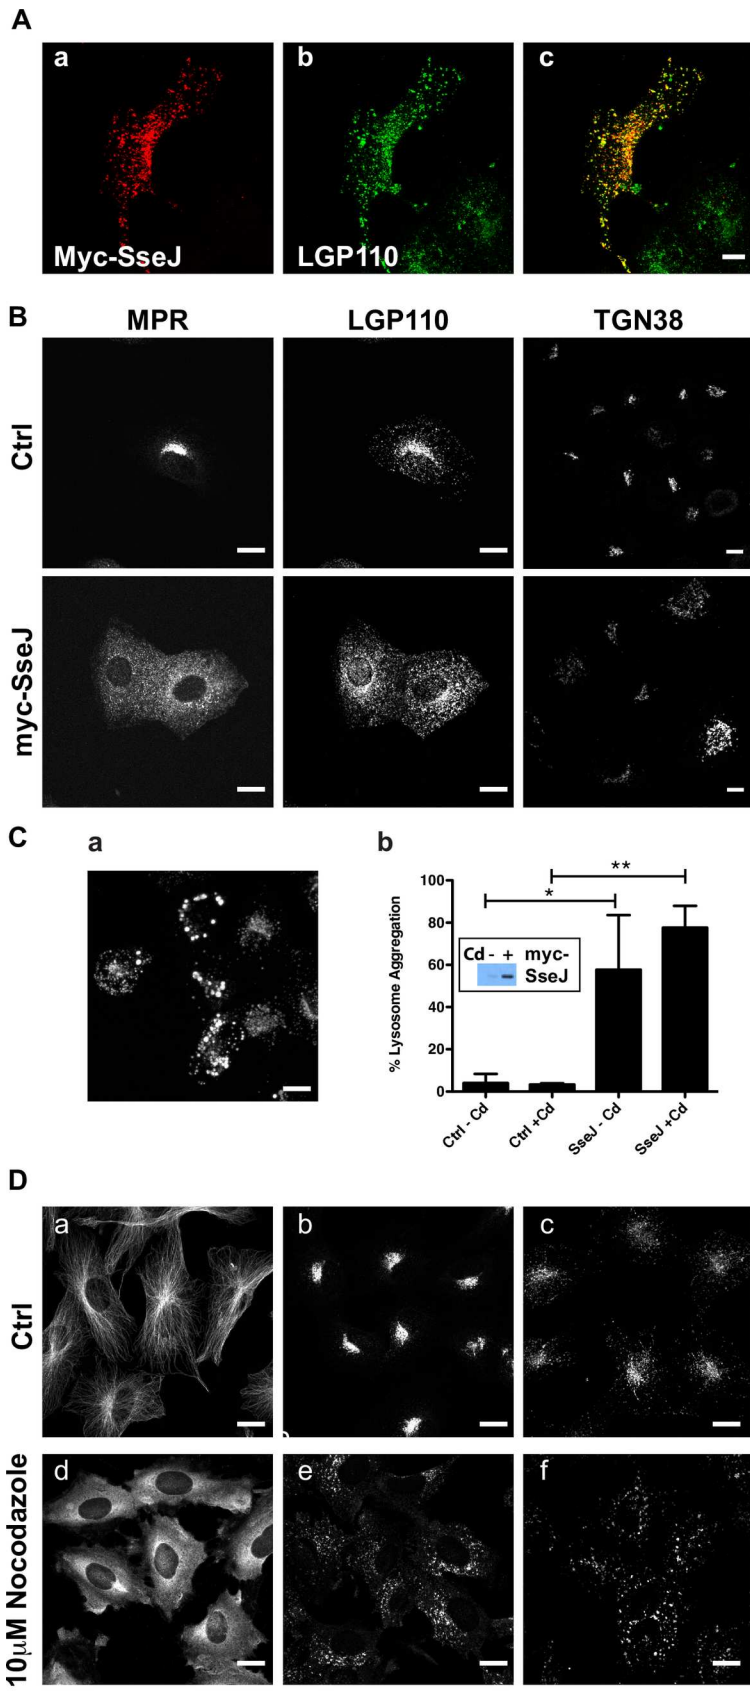 A
a
b
c
Myc-SseJ
LGP110
B
MPR
LGP110
TGN38
Ctrl
myc-SseJ
C
a
b
**
*
100
80
60
40
20
0
% Lysosome Aggregation
Cd - + myc-
SseJ
Ctrl - Cd
Ctrl +Cd
SseJ - Cd
SseJ +Cd
D
a
b
c
Ctrl
d
e
f
10μM Nocodazole